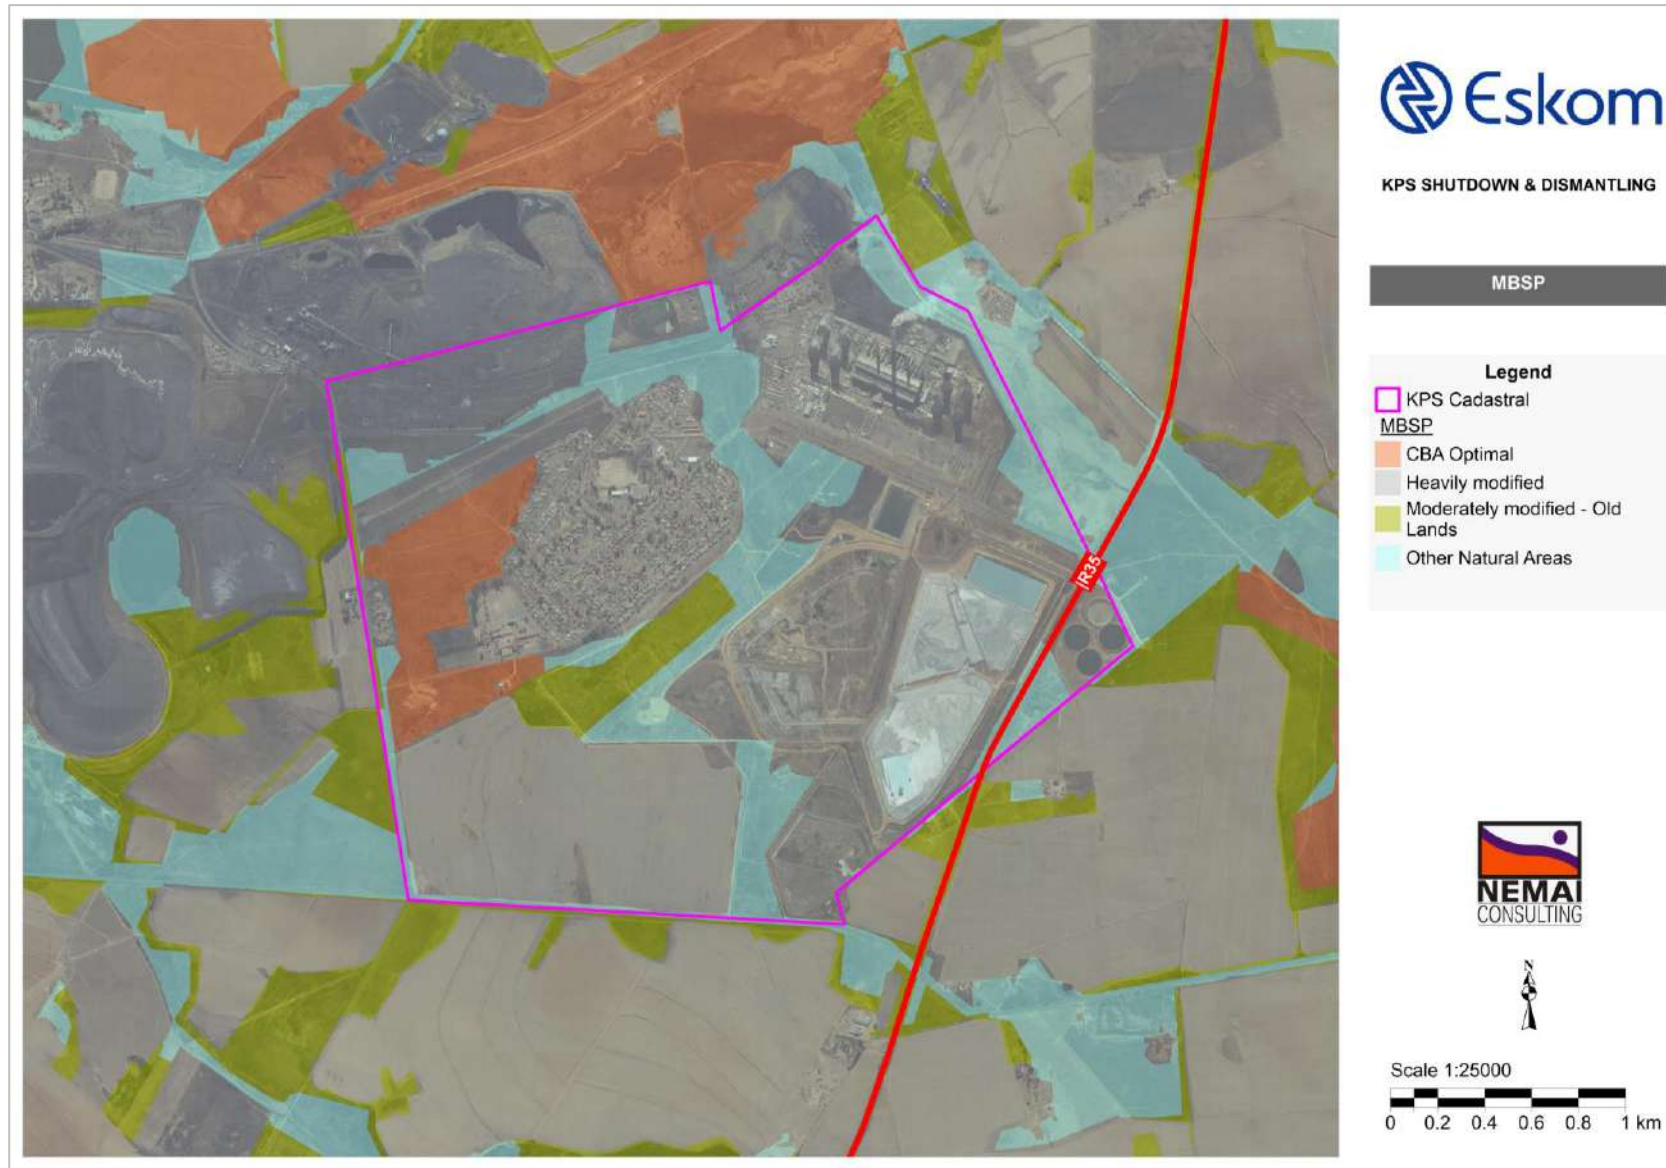 Eskom
KPS SHUTDOWN & DISMANTLING
MBSP
Legend
KPS Cadastral
MBSP
CBA Optimal
Heavily modified
Moderately modified - Old
Lands
Other Natural Areas
R35
NEMAI
CONSULTING
N
Scale 1:25000
0 0.2 0.4 0.6 0.8 1 km